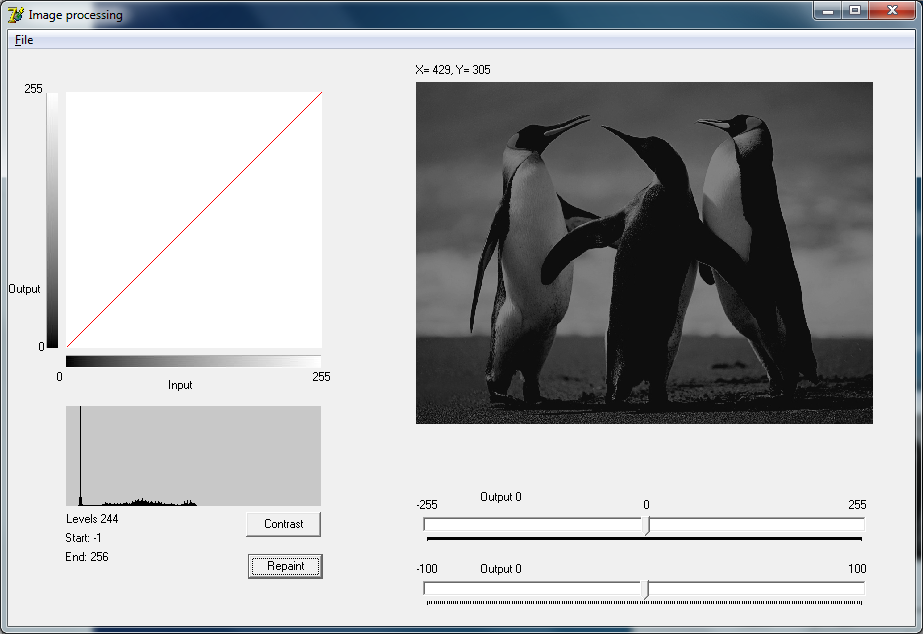 Image processing
File
X= 429, Y= 305
255
Output
0
0
255
Input
Levels 244
Start: -1
End: 256
Contrast
Repaint
Output 0
-255
0
255
-100
Output 0
100